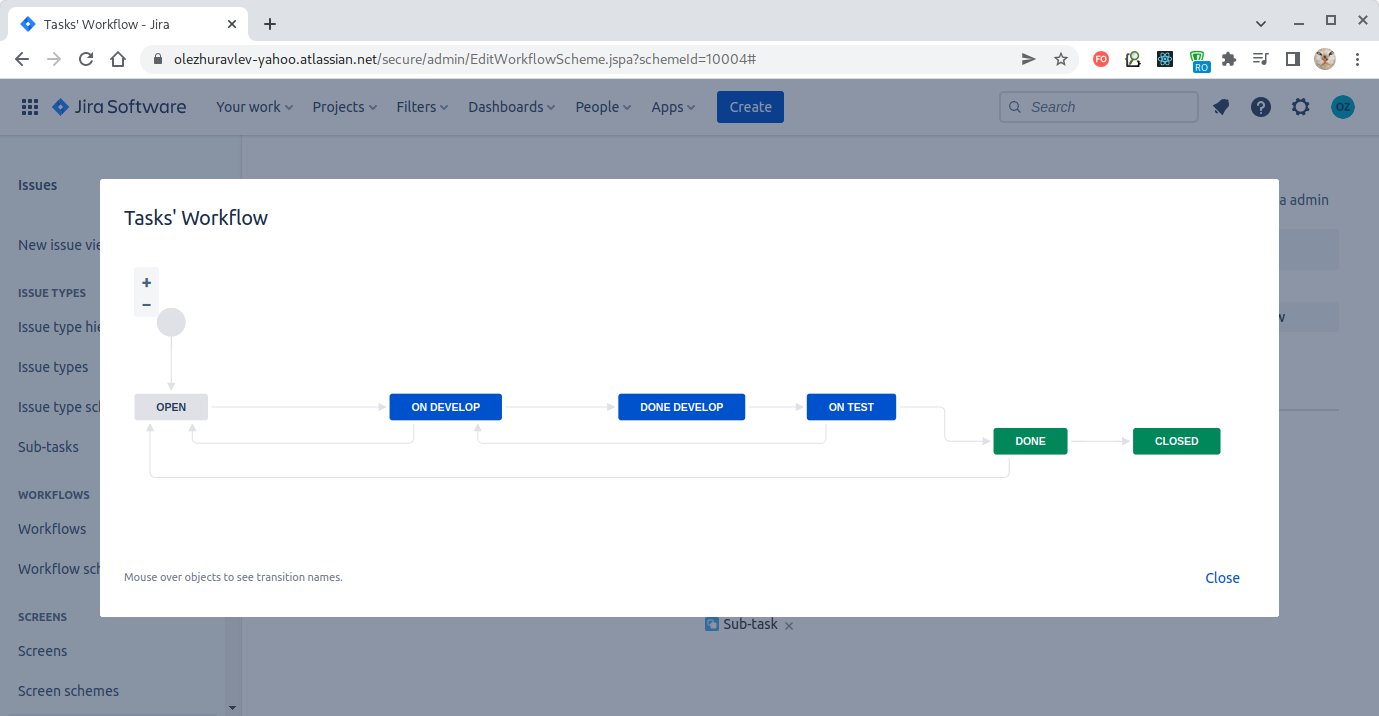 Tasks' Workflow - Jira
olezhuravlev-yahoo.atlassian.net/secure/admin/EditWorkflowScheme.jspa?schemeId=10004#
FO
RO
Jira Software Your work Projects Filters Dashboards People Apps Create Search OZ
Issues
a admin
Tasks' Workflow
New issue vie
+
−
ISSUE TYPES
Issue type hie
w
Issue types
Issue type sch
OPEN ON DEVELOP DONE DEVELOP ON TEST
DONE CLOSED
Sub-tasks
WORKFLOWS
Workflows
Workflow sch
Mouse over objects to see transition names.
Close
SCREENS
Sub-task
Screens
Screen schemes